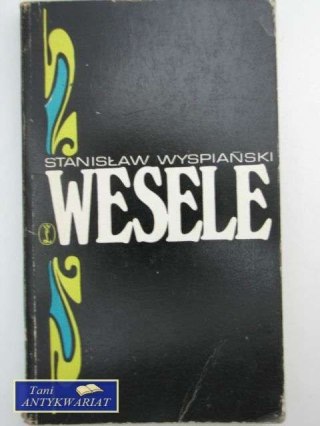 STANISŁAW WYSPIAŃSKI
WESELE
Tani
ANTYKWARIAT